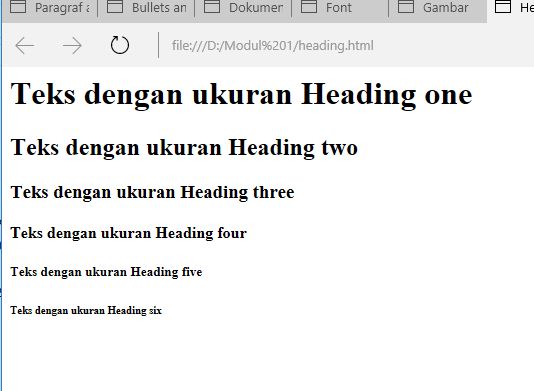 Paragraf a
Bullets an
Dokumer
Font
Gambar
He
file:///D:/Modul%201/heading.html
Teks dengan ukuran Heading one
Teks dengan ukuran Heading two
Teks dengan ukuran Heading three
Teks dengan ukuran Heading four
Teks dengan ukuran Heading five
Teks dengan ukuran Heading six